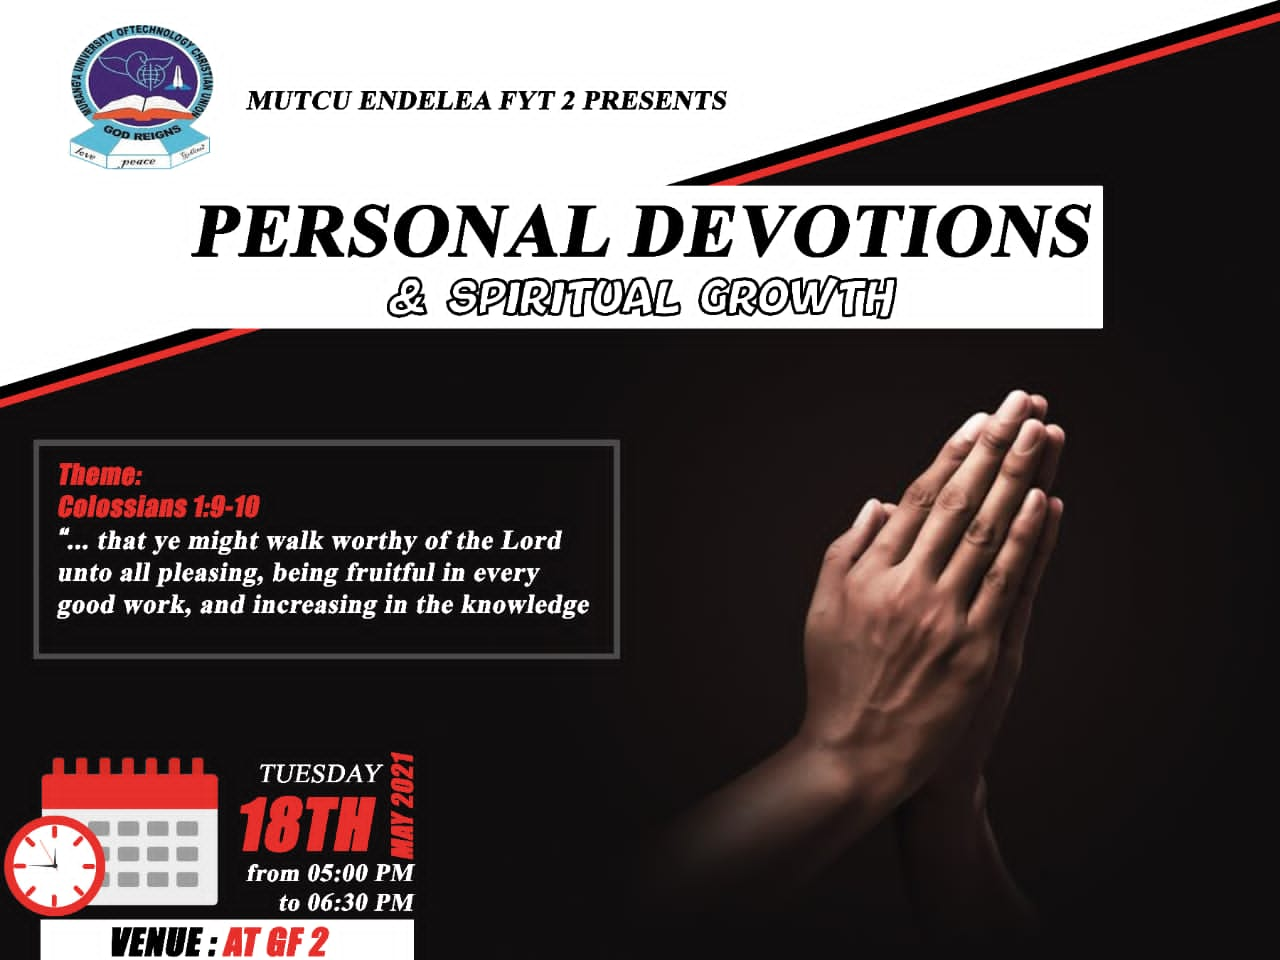 MURANG'A UNIVERSITY OFTECHNOLOGY CHRISTIAN UNION
GOD REIGNS
love
peace
MUTCU ENDELEA FYT 2 PRESENTS
PERSONAL DEVOTIONS
& SPIRITUAL GROWTH
Theme:
Colossians 1:9-10
"... that ye might walk worthy of the Lord
unto all pleasing, being fruitful in every
good work, and increasing in the knowledge
TUESDAY
18TH
MAY 2021
from 05:00 PM
to 06:30 PM
VENUE : AT GF 2